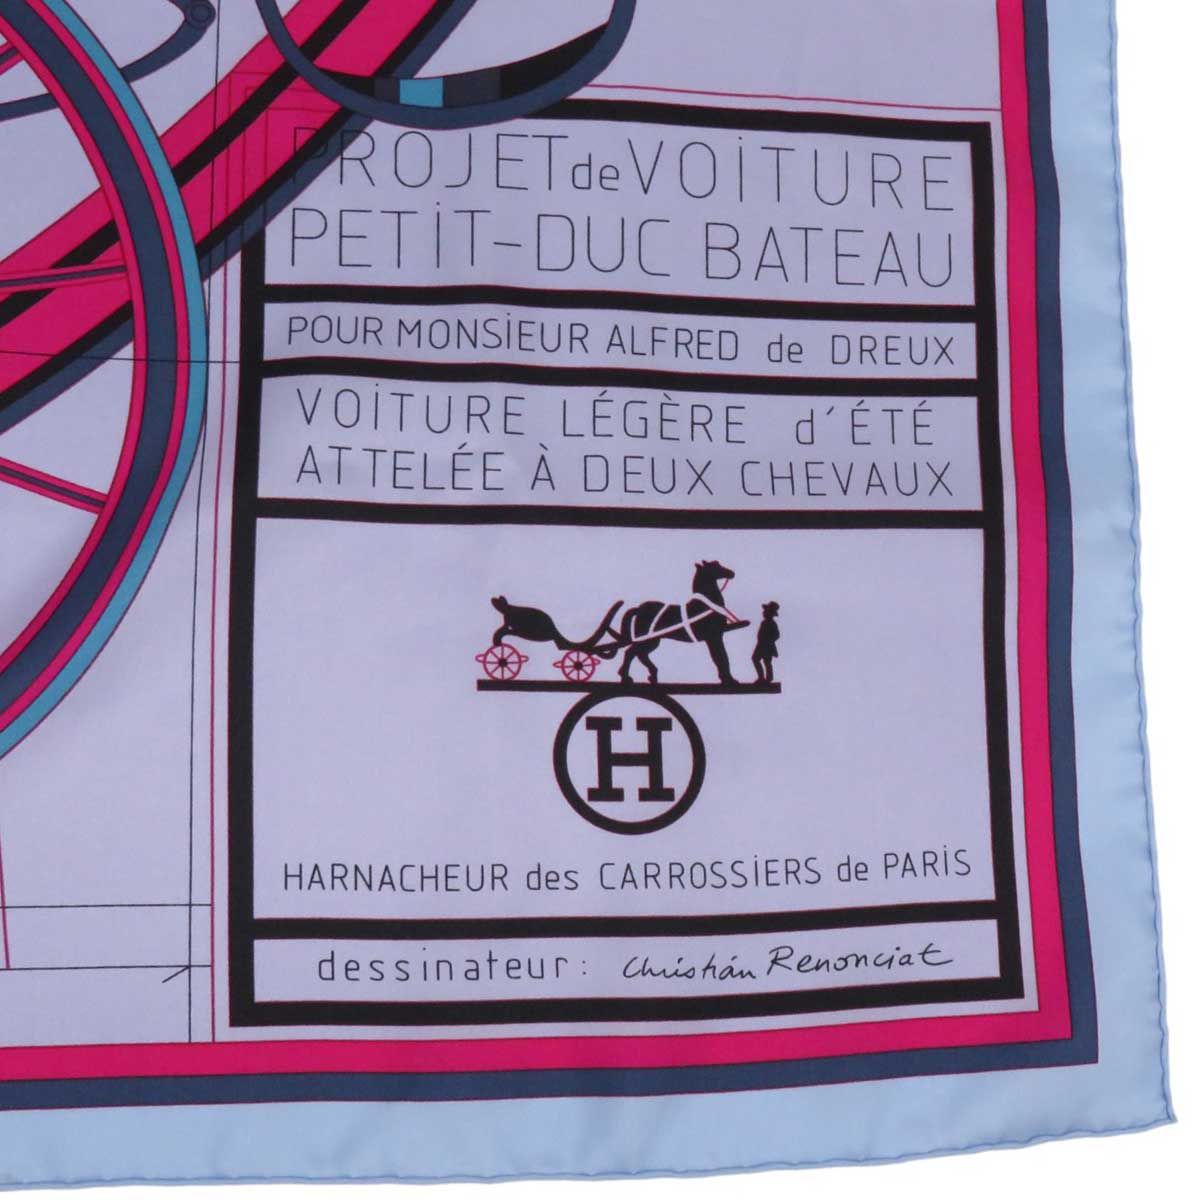 PROJET de VOiTURE
PETiT-DUC BATEAU
POUR MONSiEUR ALFRED de DREUX
VOiTURE LÉGÈRE d'ÉTÉ
ATTELÉE À DEUX CHEVAUX
H
HARNACHEUR des CARROSSiERS de PARiS
dessinateur: Christian Renonciat